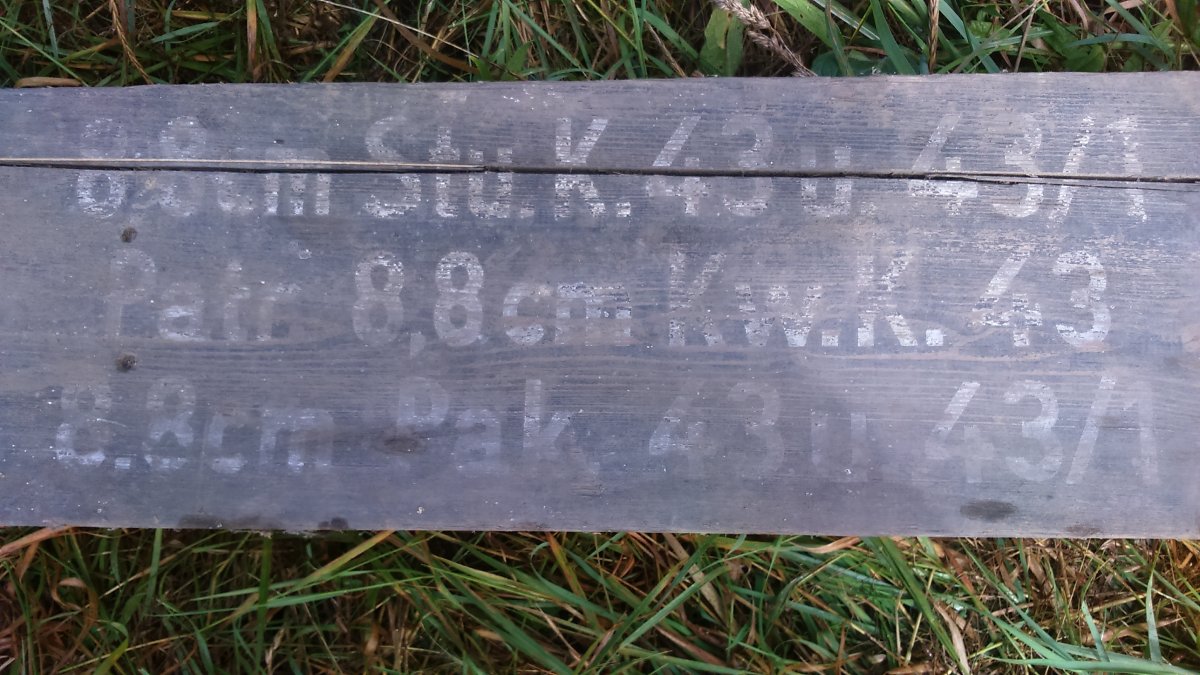 8,8cm Stu.K. 43 u. 43/1
Patr. 8,8cm Kw.K. 43
8,8cm Pak. 43 u 43/1